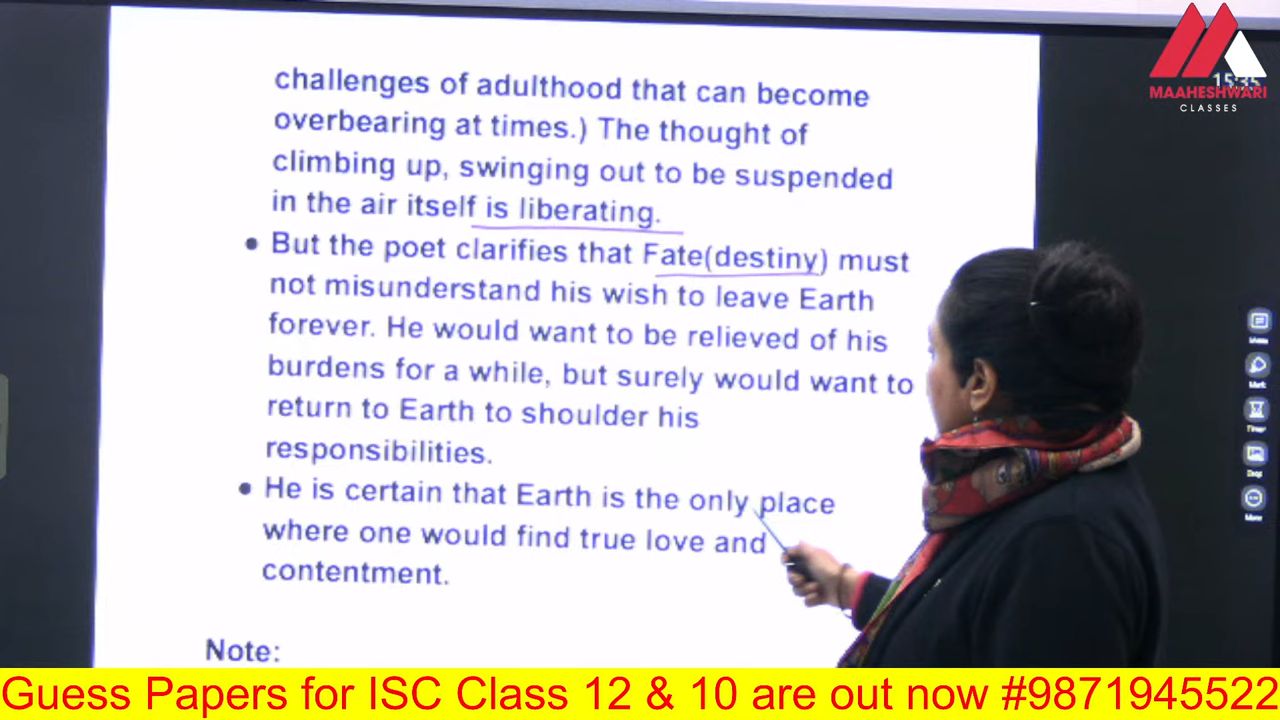 challenges of adulthood that can become
overbearing at times.) The thought of
climbing up, swinging out to be suspended
in the air itself is liberating.
• But the poet clarifies that Fate(destiny) must
not misunderstand his wish to leave Earth
forever. He would want to be relieved of his
burdens for a while, but surely would want to
return to Earth to shoulder his
responsibilities.
• He is certain that Earth is the only place
where one would find true love and
contentment.
Note:
15:35
MAAHESHWARI
CLASSES
Mark
Timer
More
Guess Papers for ISC Class 12 & 10 are out now #9871945522